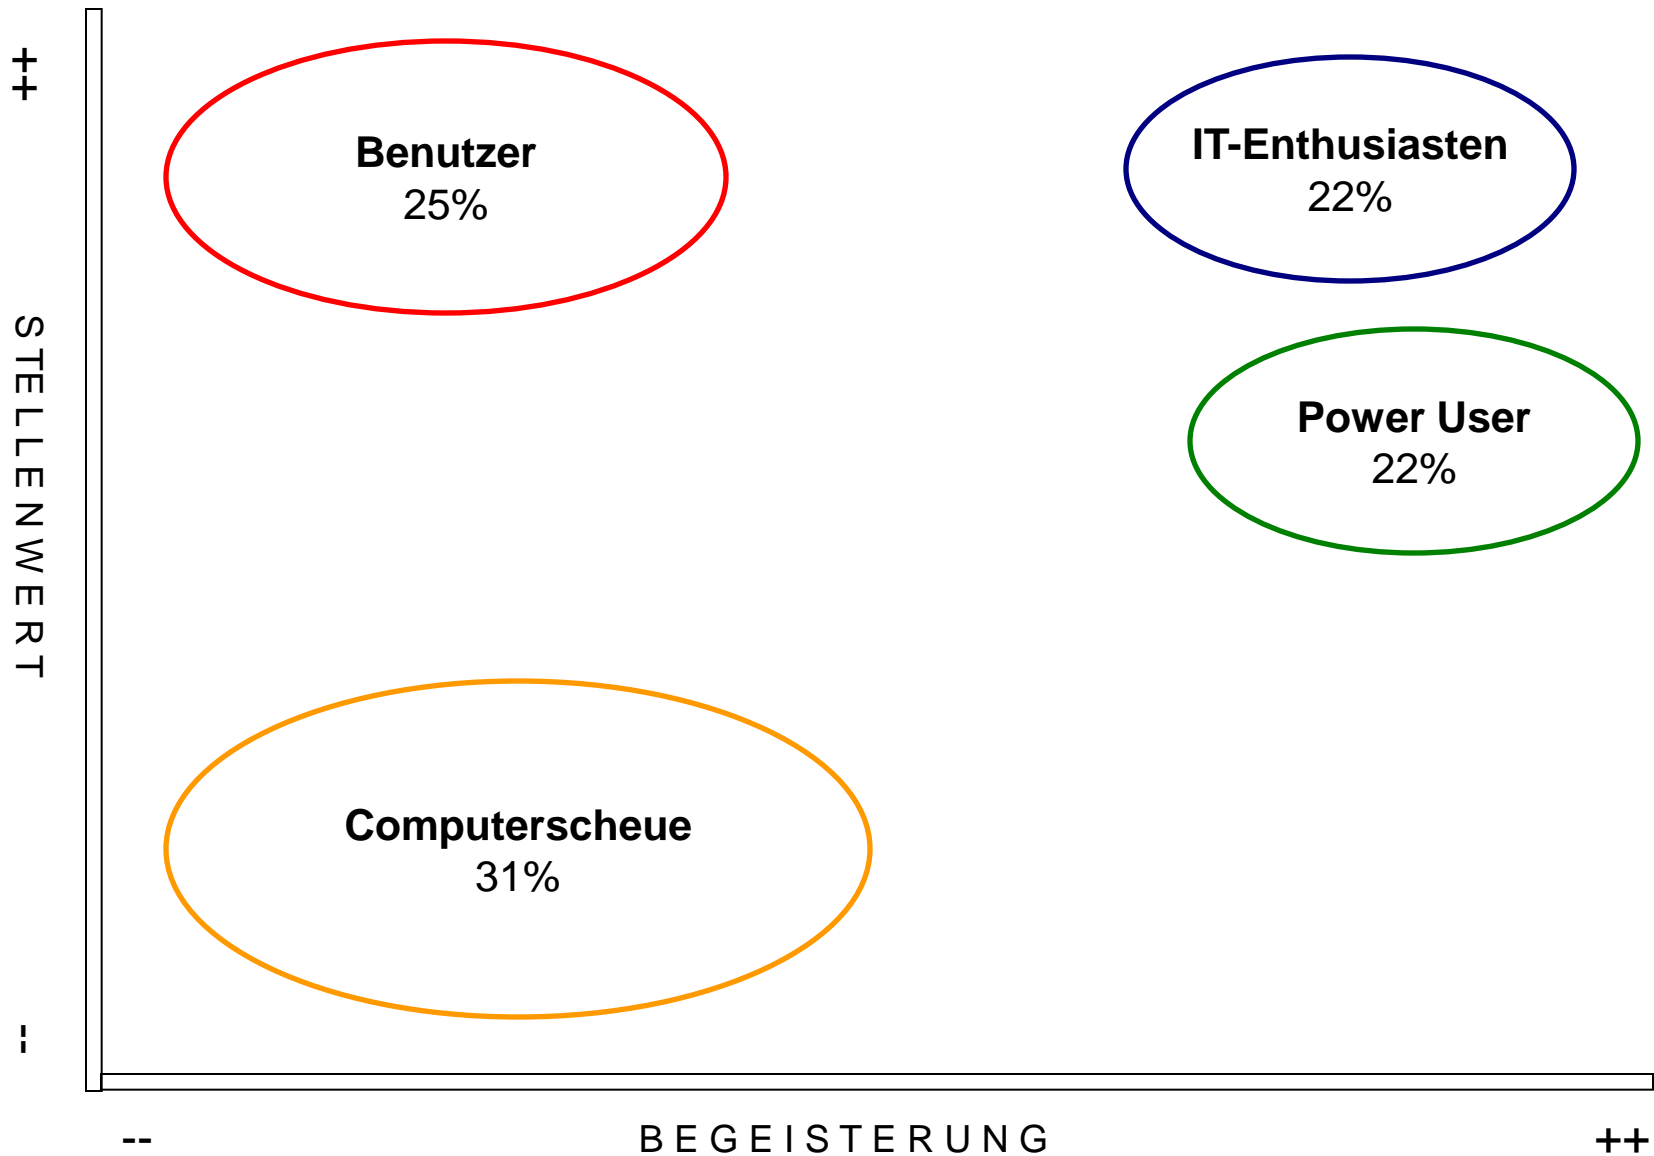 ++
STELLENWERT
--
Benutzer
25%
IT-Enthusiasten
22%
Power User
22%
Computerscheue
31%
--
BEGEISTERUNG
++